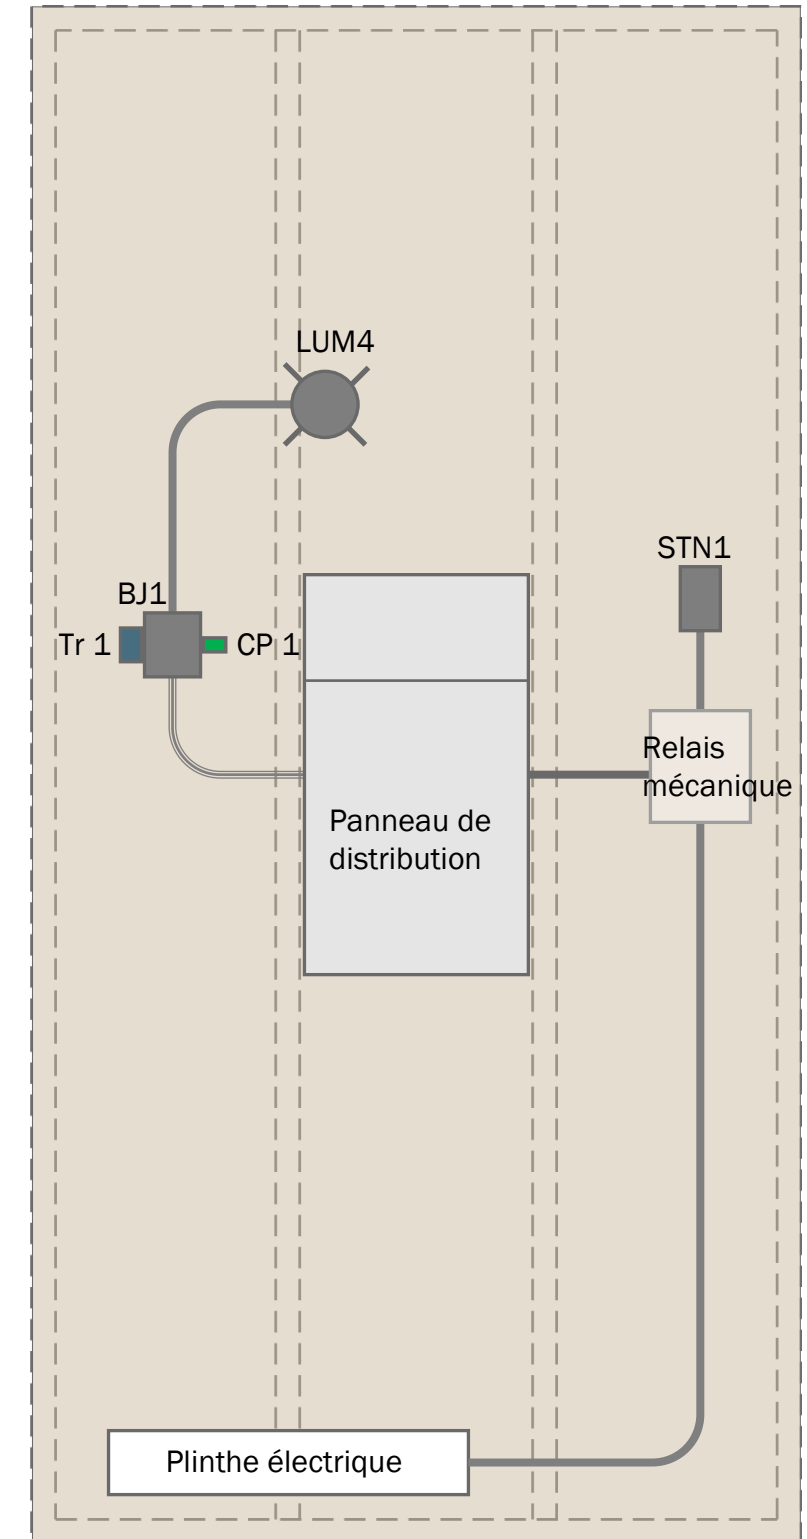 LUM4
STN1
BJ1
Tr 1
CP 1
Relais
mécanique
Panneau de
distribution
Plinthe électrique